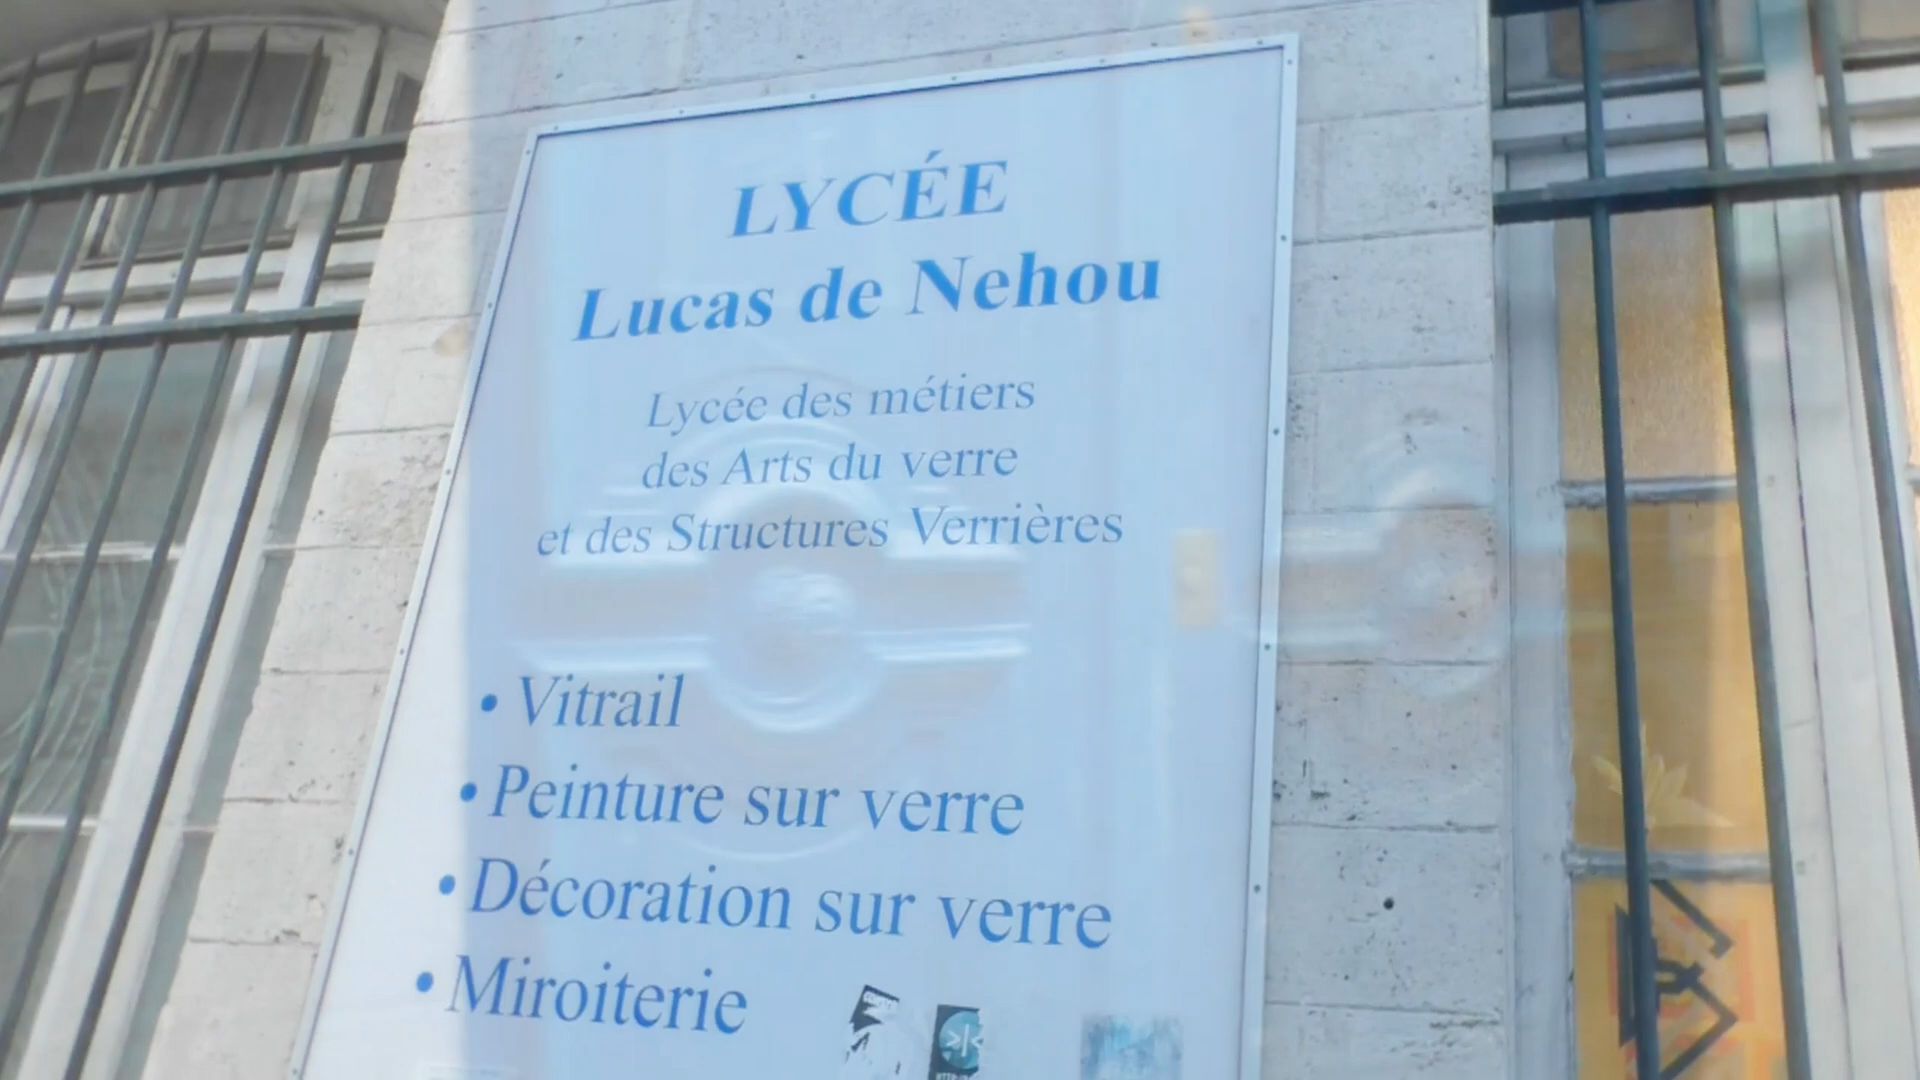 LYCÉE
Lucas de Nehou
Lycée des métiers
des Arts du verre
et des Structures Verrières
• Vitrail
• Peinture sur verre
• Décoration sur verre
• Miroiterie